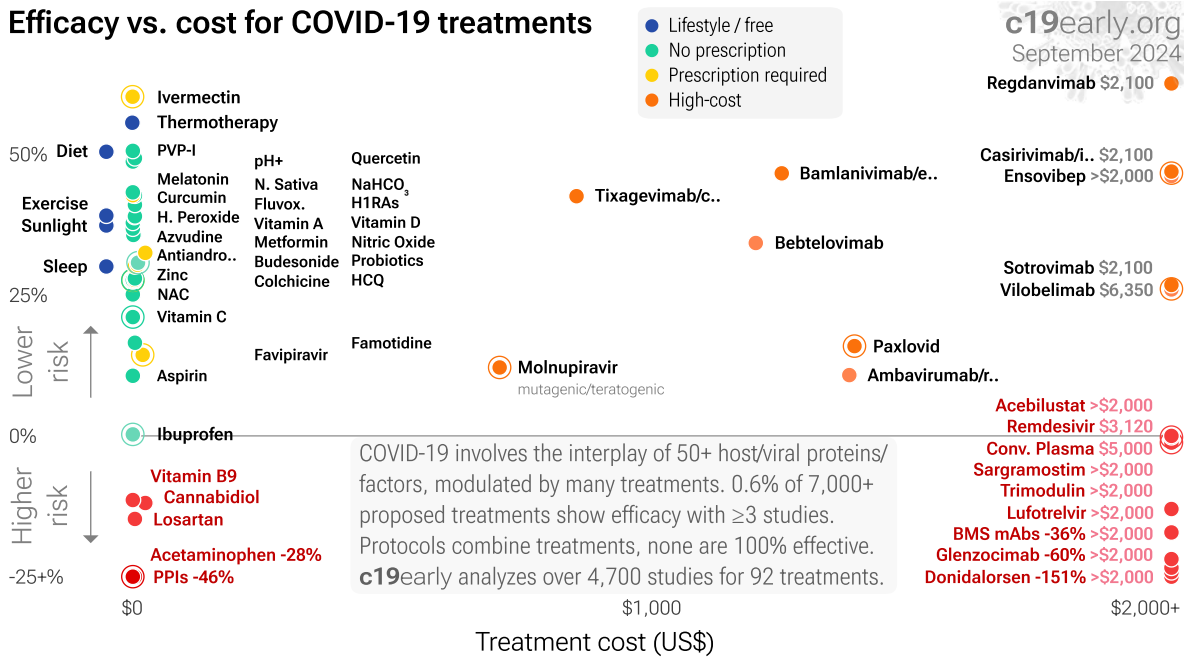 Efficacy vs. cost for COVID-19 treatments
Lifestyle / free
No prescription
Prescription required
High-cost
c19early.org
September 2024
Regdanvimab $2,100
Ivermectin
Thermotherapy
50%
Diet
PVP-I
pH+
Quercetin
Casirivimab/i.. $2,100
Ensovibep >$2,000
Bamlanivimab/e..
Melatonin
N. Sativa
NaHCO3
Tixagevimab/c..
Curcumin
Fluvox.
H1RAs
Exercise
H. Peroxide
Vitamin A
Vitamin D
Sunlight
Azvudine
Metformin
Nitric Oxide
Bebtelovimab
Antiandro..
Budesonide
Probiotics
Sleep
Zinc
Colchicine
HCQ
Sotrovimab $2,100
Vilobelimab $6,350
25%
NAC
Vitamin C
Lower
risk
Favipiravir
Famotidine
Paxlovid
Molnupiravir
mutagenic/teratogenic
Aspirin
Ambavirumab/r..
0%
Ibuprofen
Acebilustat >$2,000
Remdesivir $3,120
Conv. Plasma $5,000
Sargramostim >$2,000
Trimodulin >$2,000
Lufotrelvir >$2,000
BMS mAbs -36% >$2,000
Glenzocimab -60% >$2,000
Donidalorsen -151% >$2,000
Higher
risk
Vitamin B9
Cannabidiol
Losartan
Acetaminophen -28%
PPIs -46%
-25+%
COVID-19 involves the interplay of 50+ host/viral proteins/
factors, modulated by many treatments. 0.6% of 7,000+
proposed treatments show efficacy with ≥3 studies.
Protocols combine treatments, none are 100% effective.
c19early analyzes over 4,700 studies for 92 treatments.
$0
$1,000
$2,000+
Treatment cost (US$)